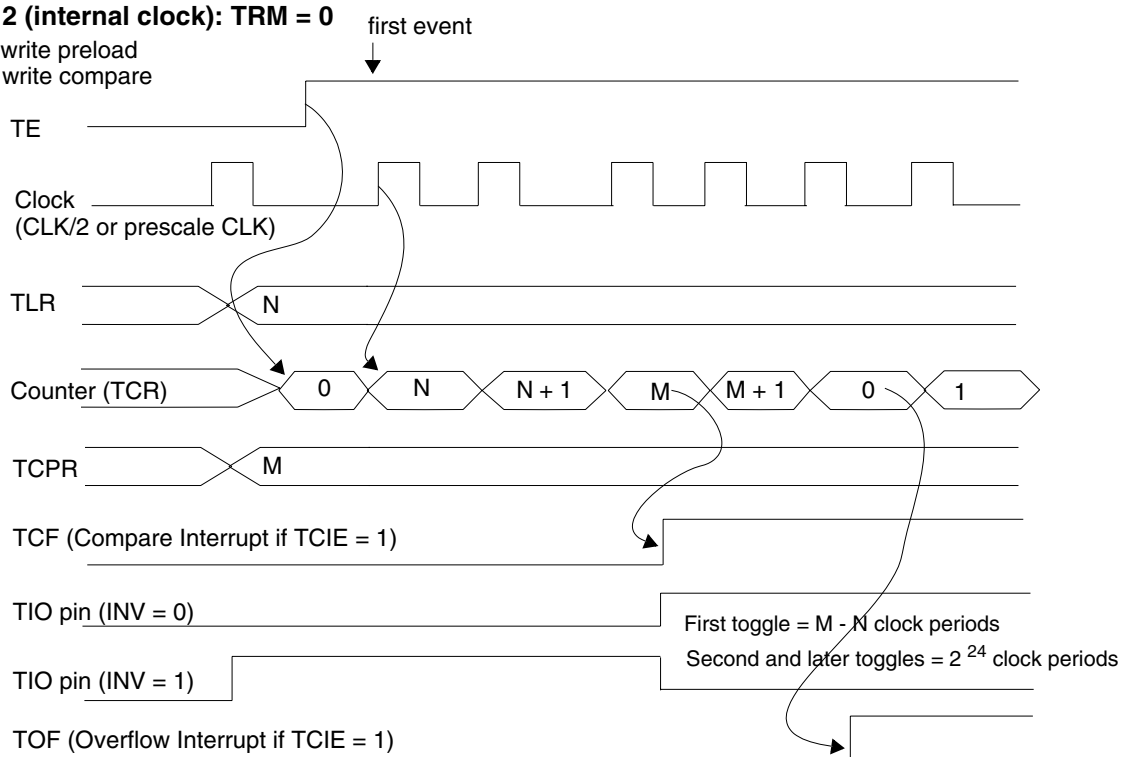 2 (internal clock): TRM = 0
first event
write preload
write compare
TE
Clock
(CLK/2 or prescale CLK)
TLR
N
Counter (TCR)
0
N
N + 1
M
M + 1
0
1
TCPR
M
TCF (Compare Interrupt if TCIE = 1)
TIO pin (INV = 0)
First toggle = M - N clock periods
Second and later toggles = 2 24 clock periods
TIO pin (INV = 1)
TOF (Overflow Interrupt if TCIE = 1)